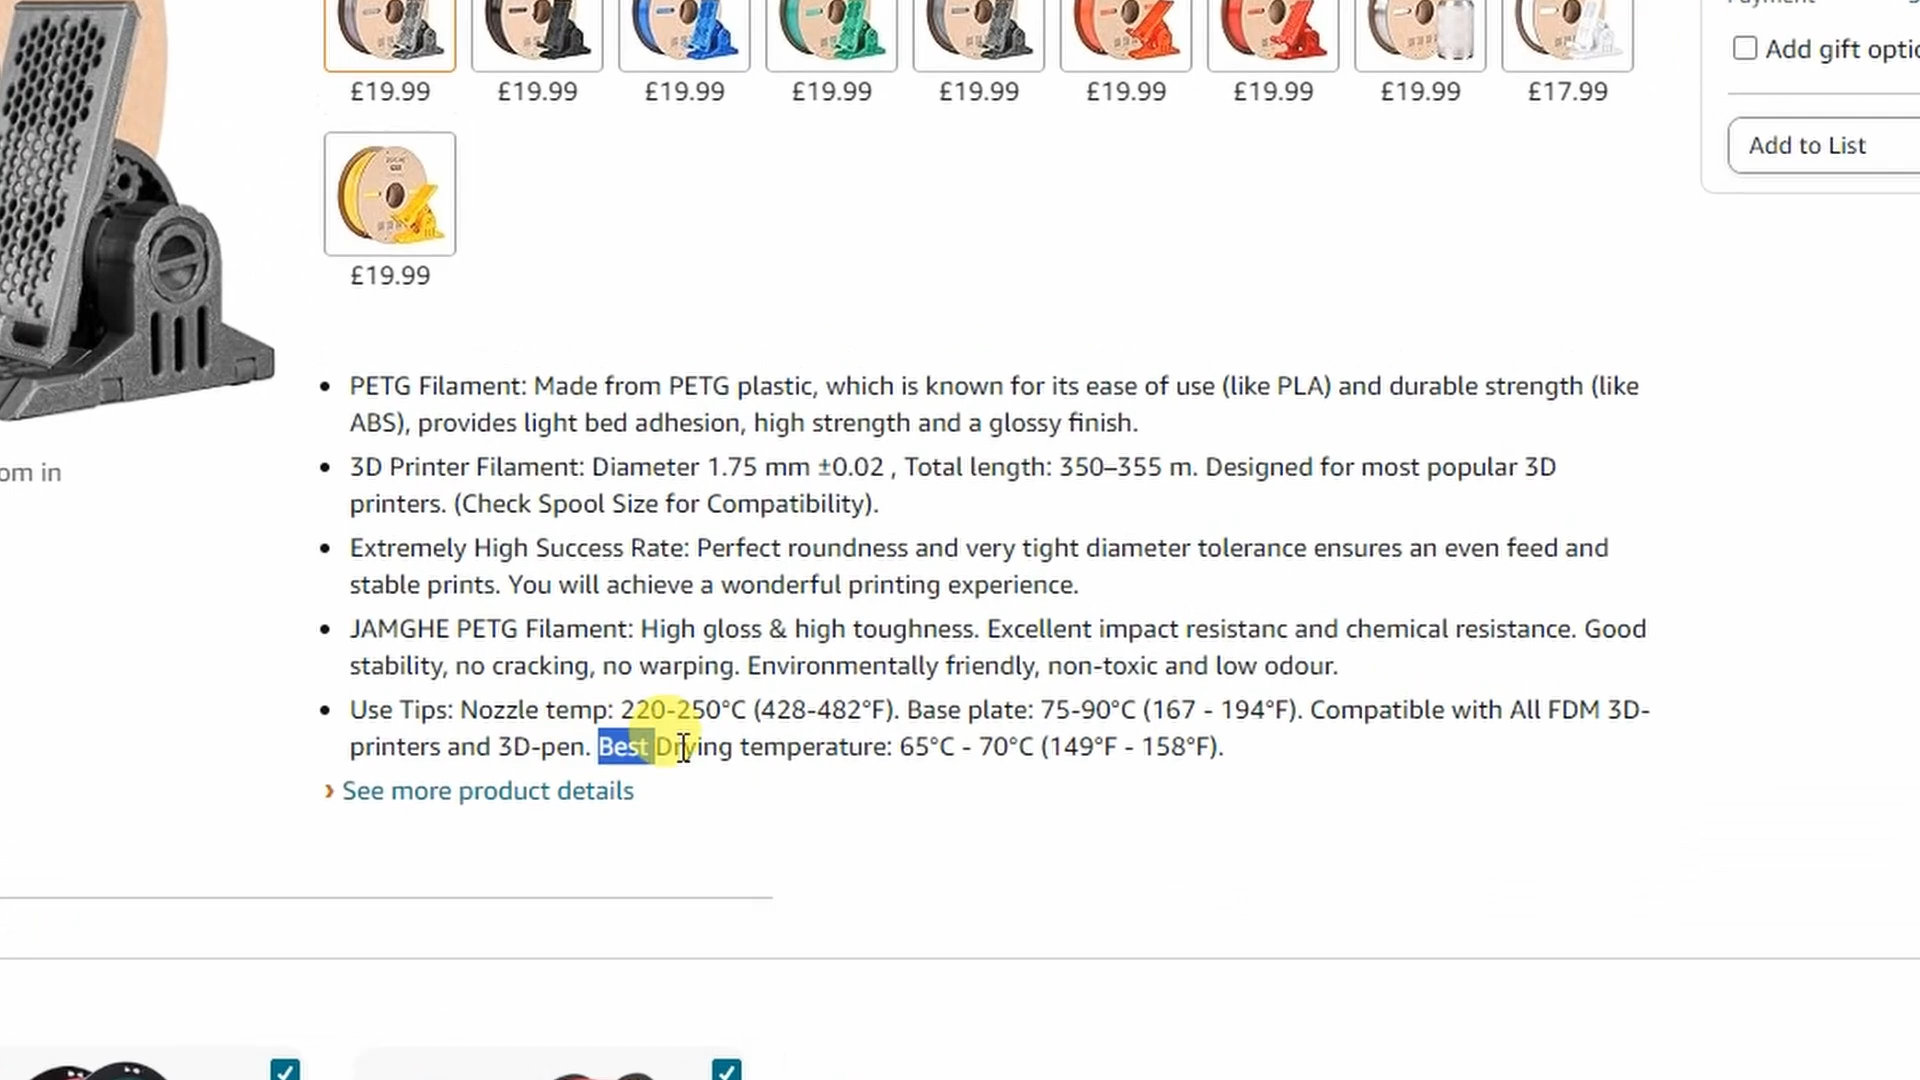 Add gift optio
£19.99 £19.99 £19.99 £19.99 £19.99 £19.99 £19.99 £19.99 £17.99
Add to List
£19.99
PETG Filament: Made from PETG plastic, which is known for its ease of use (like PLA) and durable strength (like
ABS), provides light bed adhesion, high strength and a glossy finish.
om in
3D Printer Filament: Diameter 1.75 mm ±0.02 , Total length: 350–355 m. Designed for most popular 3D
printers. (Check Spool Size for Compatibility).
Extremely High Success Rate: Perfect roundness and very tight diameter tolerance ensures an even feed and
stable prints. You will achieve a wonderful printing experience.
JAMGHE PETG Filament: High gloss & high toughness. Excellent impact resistanc and chemical resistance. Good
stability, no cracking, no warping. Environmentally friendly, non-toxic and low odour.
Use Tips: Nozzle temp: 220-250°C (428-482°F). Base plate: 75-90°C (167 - 194°F). Compatible with All FDM 3D-
printers and 3D-pen. Best Drying temperature: 65°C - 70°C (149°F - 158°F).
› See more product details